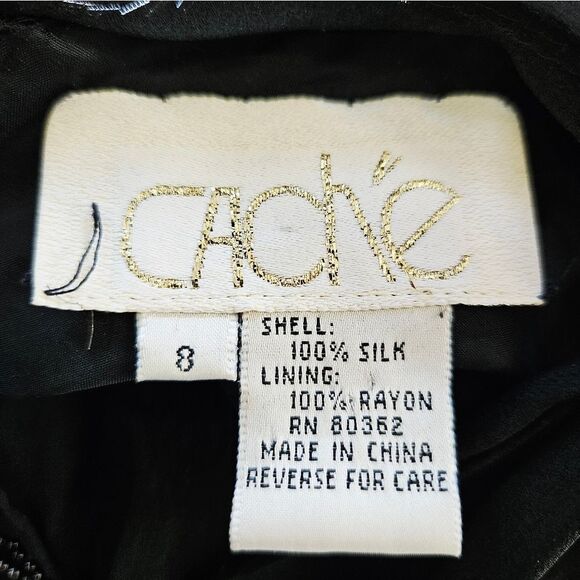 CAché
8
SHELL:
100% SILK
LINING:
100% RAYON
RN 80362
MADE IN CHINA
REVERSE FOR CARE